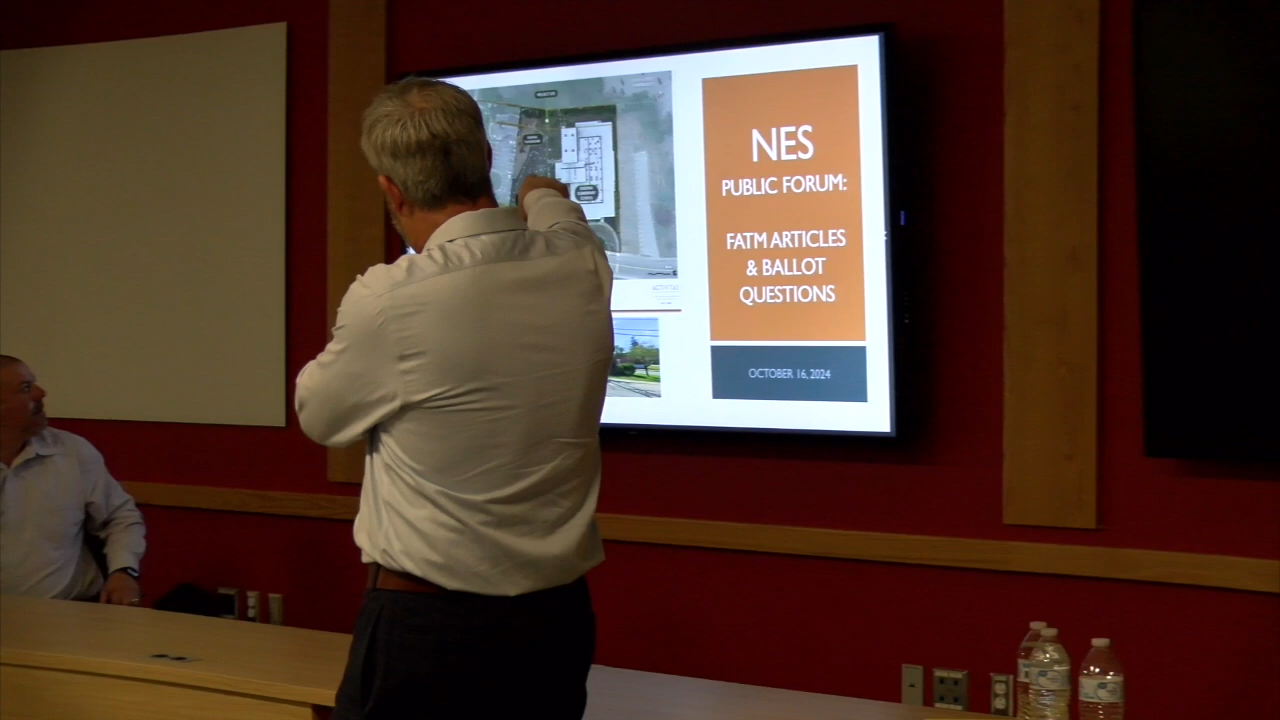 NES
PUBLIC FORUM:
FATM ARTICLES
& BALLOT
QUESTIONS
OCTOBER 16, 2024